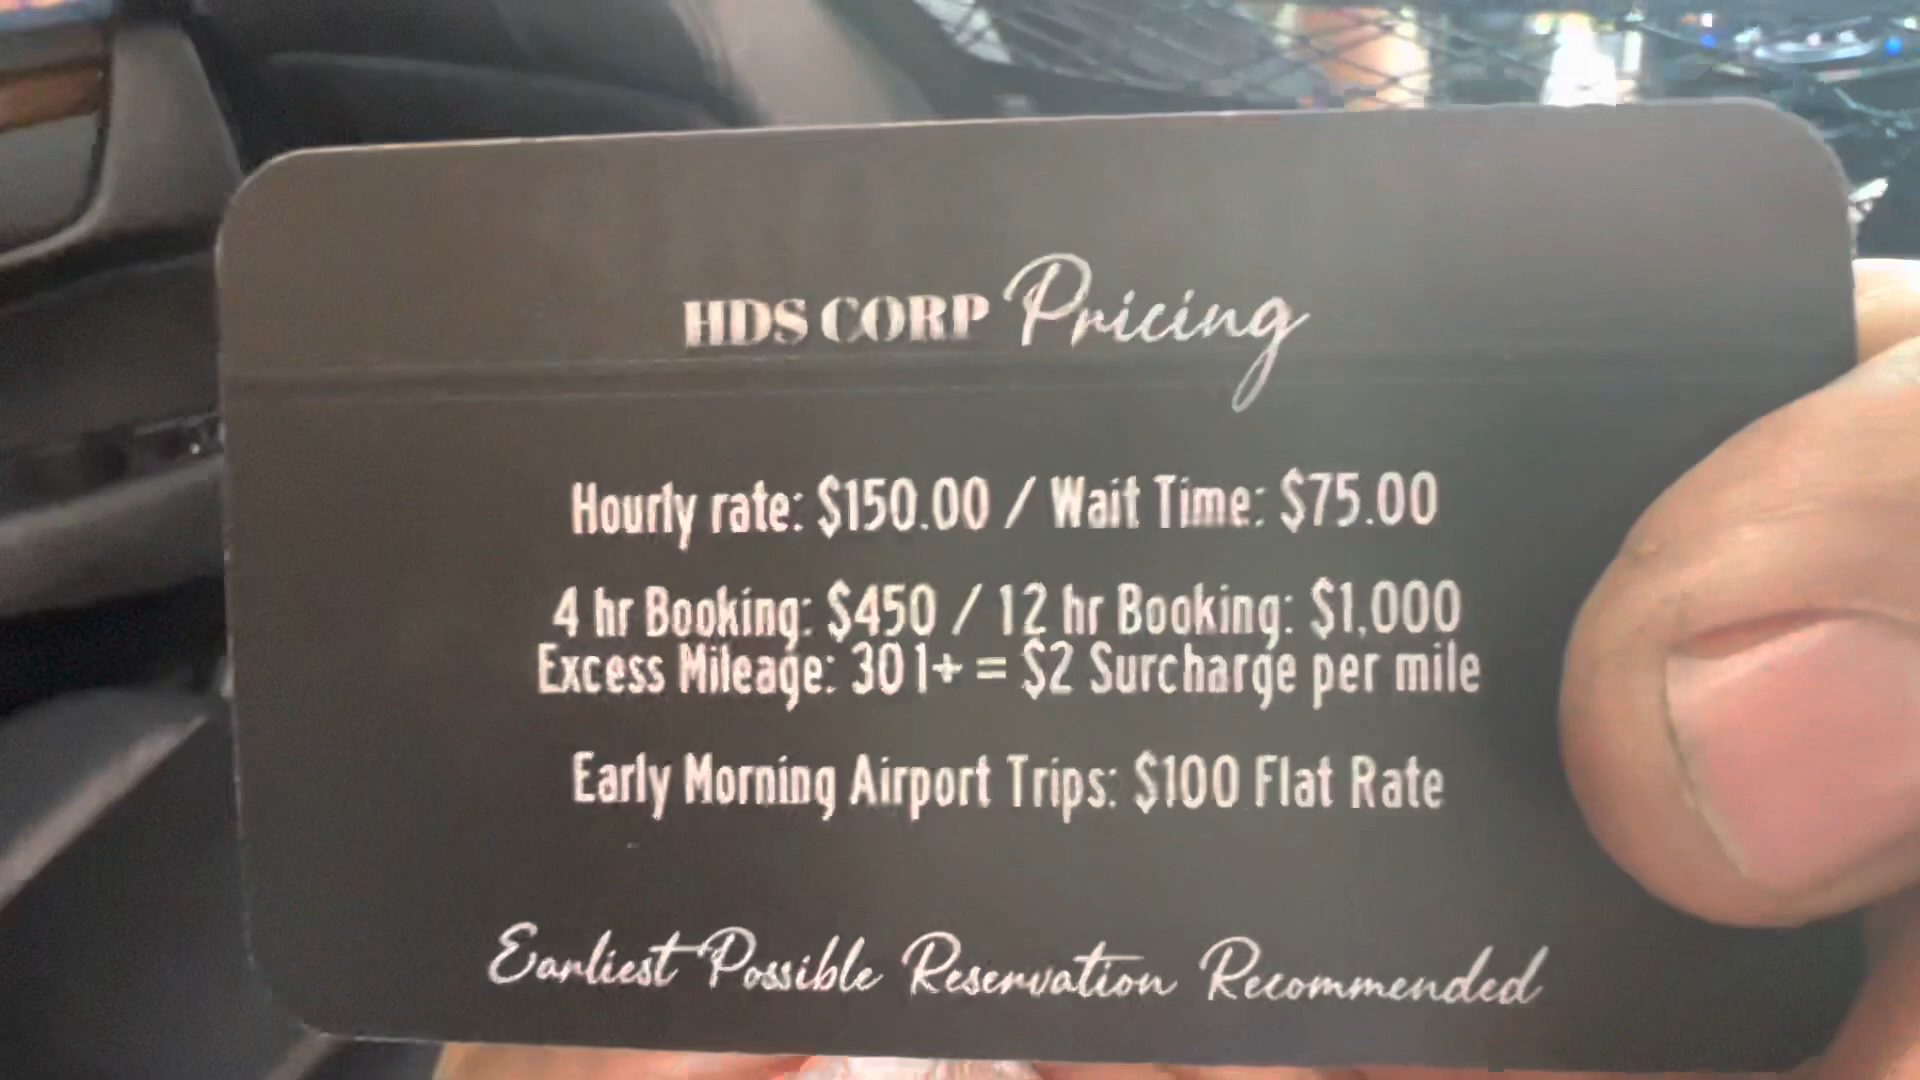 HDS CORP Pricing
Hourly rate: $150.00 / Wait Time: $75.00
4 hr Booking: $450 / 12 hr Booking: $1,000
Excess Mileage: 301+ = $2 Surcharge per mile
Early Morning Airport Trips: $100 Flat Rate
Earliest Possible Reservation Recommended